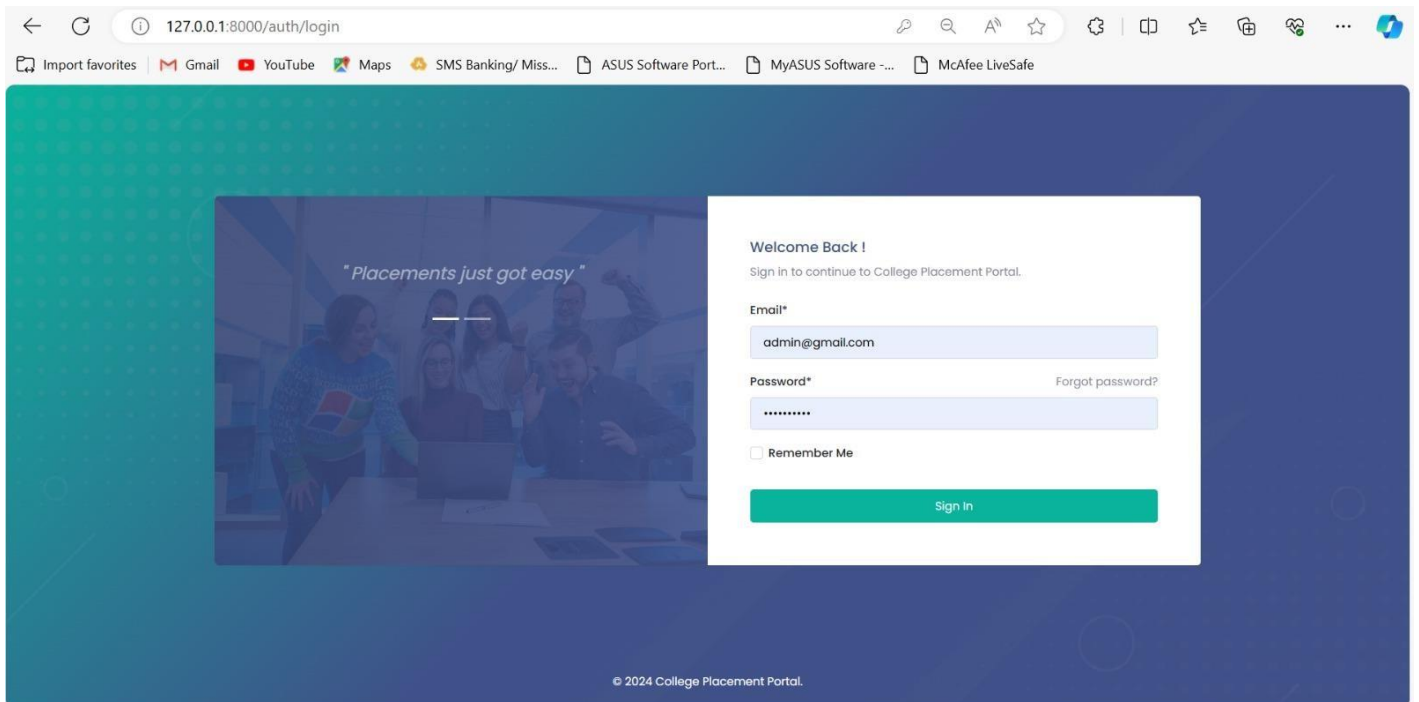 127.0.0.1:8000/auth/login
Import favorites Gmail YouTube Maps SMS Banking/ Miss... ASUS Software Port... MyASUS Software -... McAfee LiveSafe
" Placements just got easy "
Welcome Back !
Sign in to continue to College Placement Portal.
Email*
admin@gmail.com
Password* Forgot password?
••••••••••
Remember Me
Sign In
© 2024 College Placement Portal.